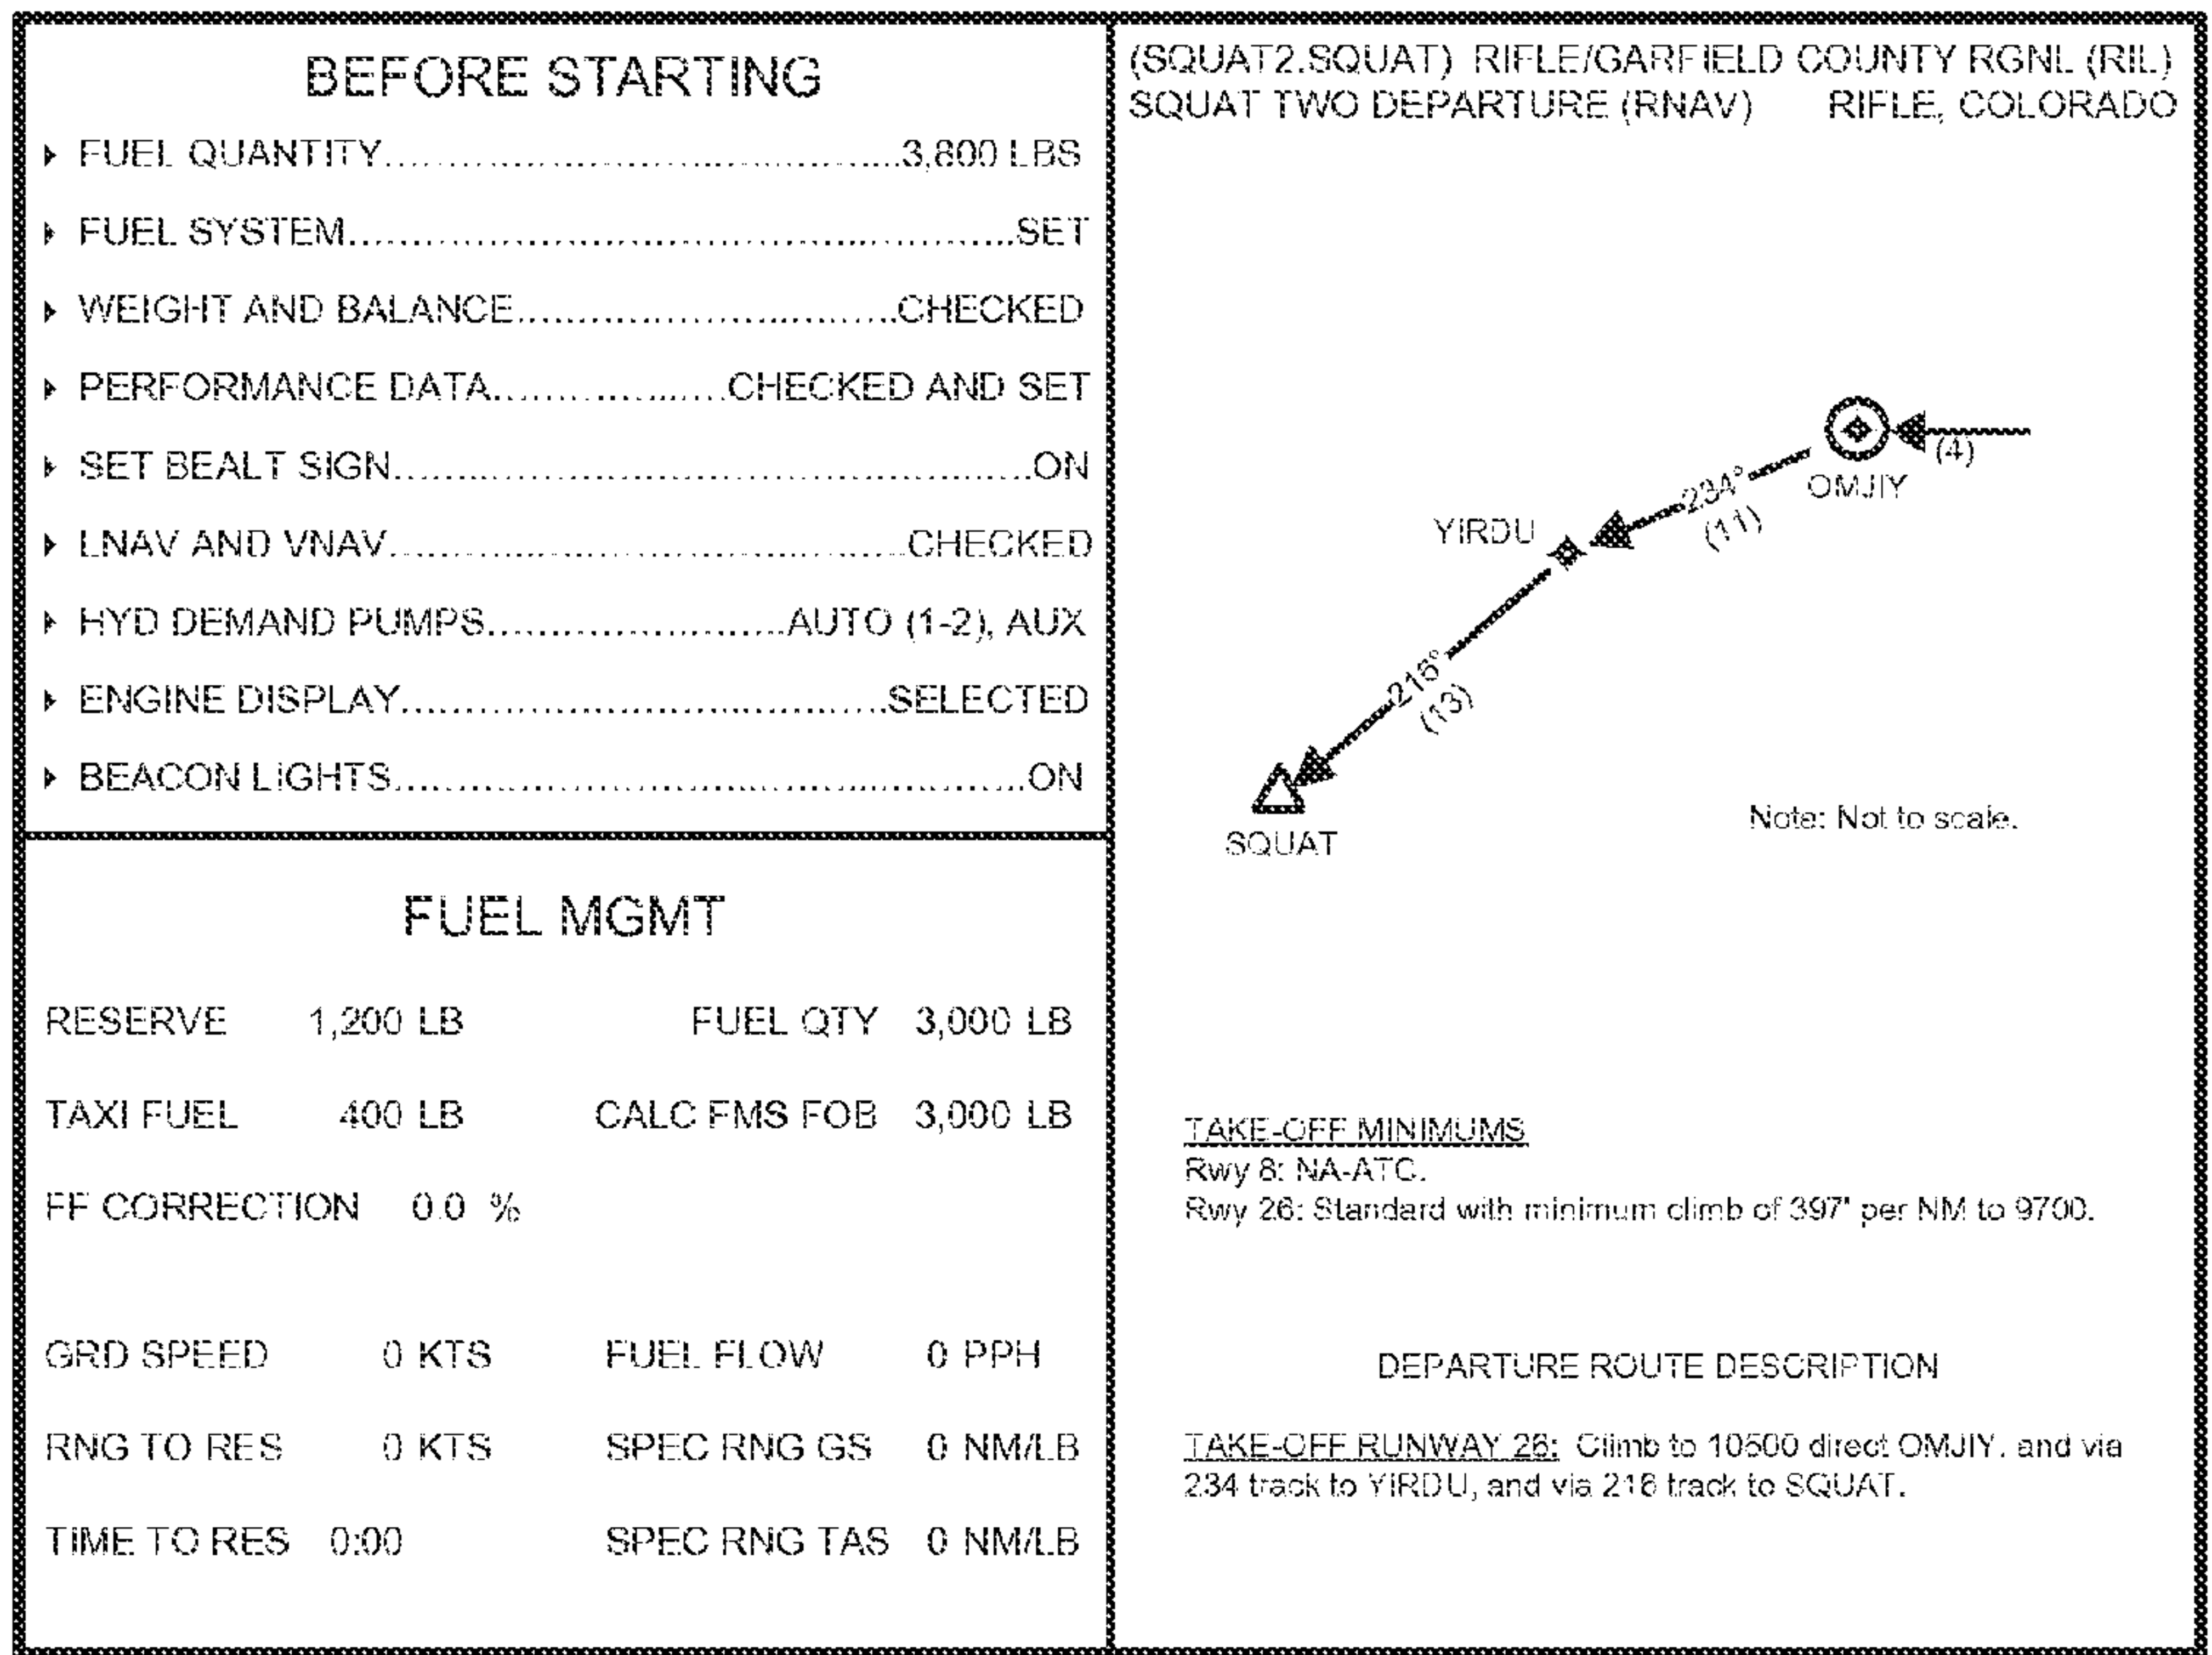 BEFORE STARTING
FUEL QUANTITY................................3,800 LBS
FUEL SYSTEM..........................................SET
WEIGHT AND BALANCE........................CHECKED
PERFORMANCE DATA...............CHECKED AND SET
SET BEALT SIGN........................................ON
LNAV AND VNAV................................CHECKED
HYD DEMAND PUMPS...................AUTO (1-2), AUX
ENGINE DISPLAY..............................SELECTED
BEACON LIGHTS........................................ON
FUEL MGMT
RESERVE 1,200 LB FUEL QTY 3,000 LB
TAXI FUEL 400 LB CALC FMS FOB 3,000 LB
FF CORRECTION 0.0 %
GRD SPEED 0 KTS FUEL FLOW 0 PPH
RNG TO RES 0 KTS SPEC RNG GS 0 NM/LB
TIME TO RES 0:00 SPEC RNG TAS 0 NM/LB
(SQUAT2.SQUAT) RIFLE/GARFIELD COUNTY RGNL (RIL)
SQUAT TWO DEPARTURE (RNAV) RIFLE, COLORADO
(4)
OMJIY
234°
(11)
YIRDU
(13)
SQUAT
Note: Not to scale.
TAKE-OFF MINIMUMS
Rwy 8: NA-ATC.
Rwy 26: Standard with minimum climb of 397' per NM to 9700.
DEPARTURE ROUTE DESCRIPTION
TAKE-OFF RUNWAY 26: Climb to 10500 direct OMJIY. and via
234 track to YIRDU, and via track to SQUAT.